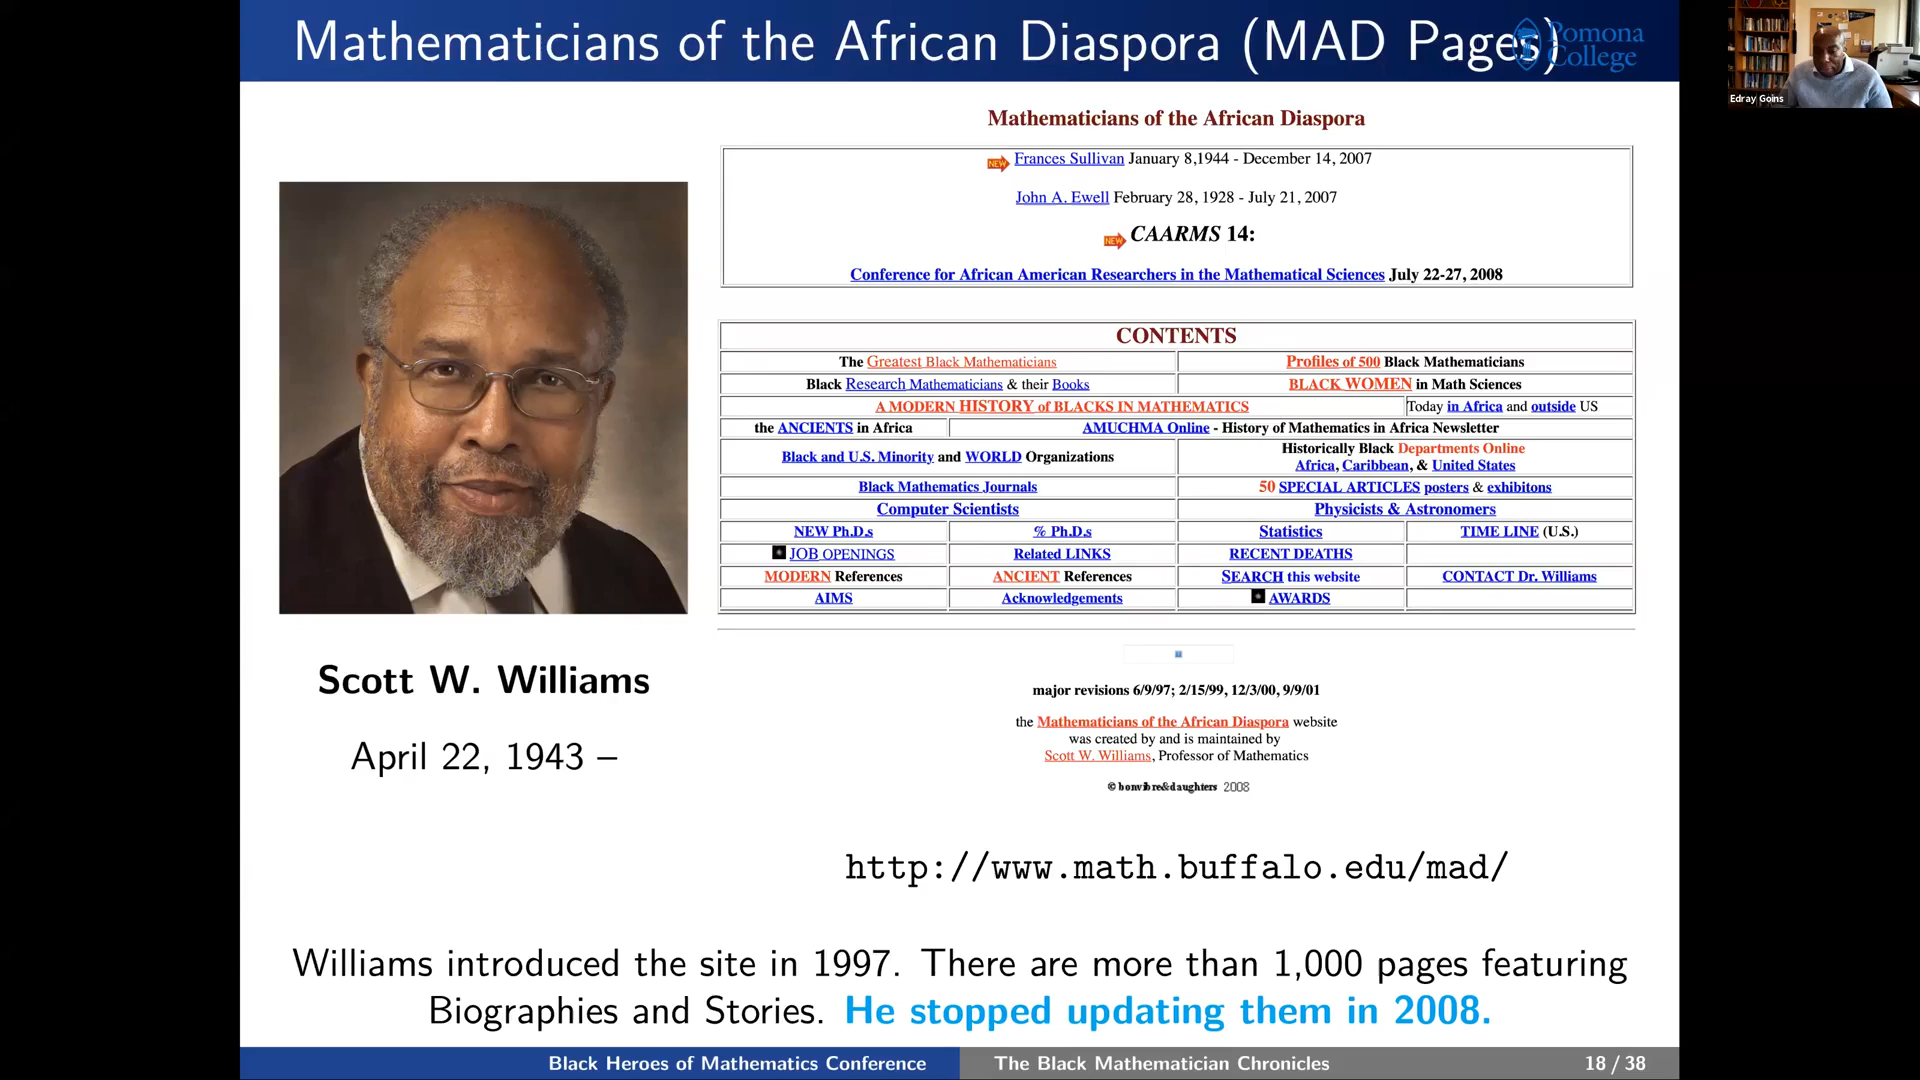 Mathematicians of the African Diaspora (MAD Pages)
Pomona College
Edray Goins
Mathematicians of the African Diaspora
NEW Frances Sullivan January 8,1944 - December 14, 2007
John A. Ewell February 28, 1928 - July 21, 2007
NEW CAARMS 14:
Conference for African American Researchers in the Mathematical Sciences July 22-27, 2008
CONTENTS
The Greatest Black Mathematicians
Profiles of 500 Black Mathematicians
Black Research Mathematicians & their Books
BLACK WOMEN in Math Sciences
A MODERN HISTORY of BLACKS IN MATHEMATICS
Today in Africa and outside US
the ANCIENTS in Africa
AMUCHMA Online - History of Mathematics in Africa Newsletter
Black and U.S. Minority and WORLD Organizations
Historically Black Departments Online
Africa, Caribbean, & United States
Black Mathematics Journals
50 SPECIAL ARTICLES posters & exhibitons
Computer Scientists
Physicists & Astronomers
NEW Ph.D.s
% Ph.D.s
Statistics
TIME LINE (U.S.)
JOB OPENINGS
Related LINKS
RECENT DEATHS
MODERN References
ANCIENT References
SEARCH this website
CONTACT Dr. Williams
AIMS
Acknowledgements
AWARDS
major revisions 6/9/97; 2/15/99, 12/3/00, 9/9/01
the Mathematicians of the African Diaspora website
was created by and is maintained by
Scott W. Williams, Professor of Mathematics
© bonvibre&daughters 2008
Scott W. Williams
April 22, 1943 –
http://www.math.buffalo.edu/mad/
Williams introduced the site in 1997. There are more than 1,000 pages featuring
Biographies and Stories. He stopped updating them in 2008.
Black Heroes of Mathematics Conference
The Black Mathematician Chronicles
18 / 38